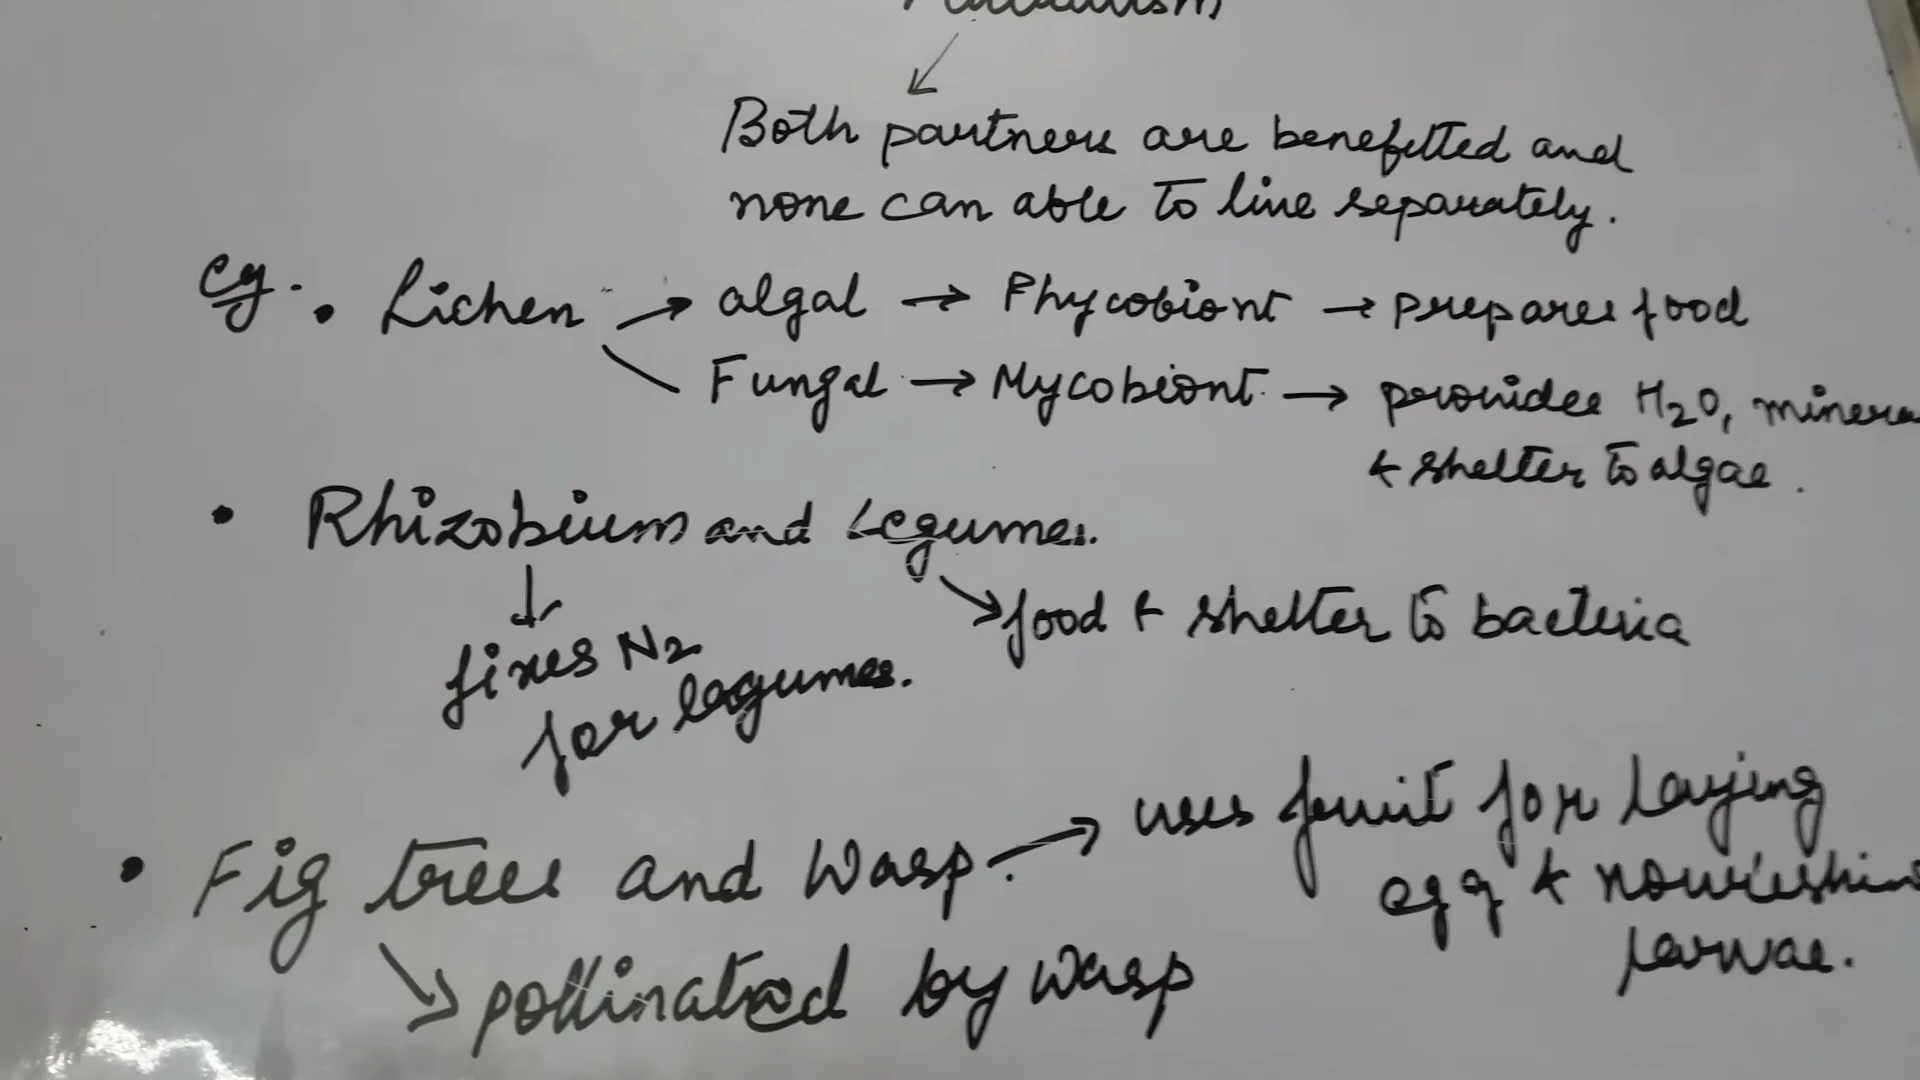 Both partners are benefitted and
none can able to live separately.
eg. • Lichen → algal → Phycobiont → prepares food
Fungal → Mycobiont → provides H2O, minera
& shelter to algae.
• Rhizobium and Legumes.
→ food & shelter to bacteria
fixes N2
for legumes.
• Fig trees and Wasp. → uses fruit for laying
egg & nourishin
larvae.
pollinated by wasp